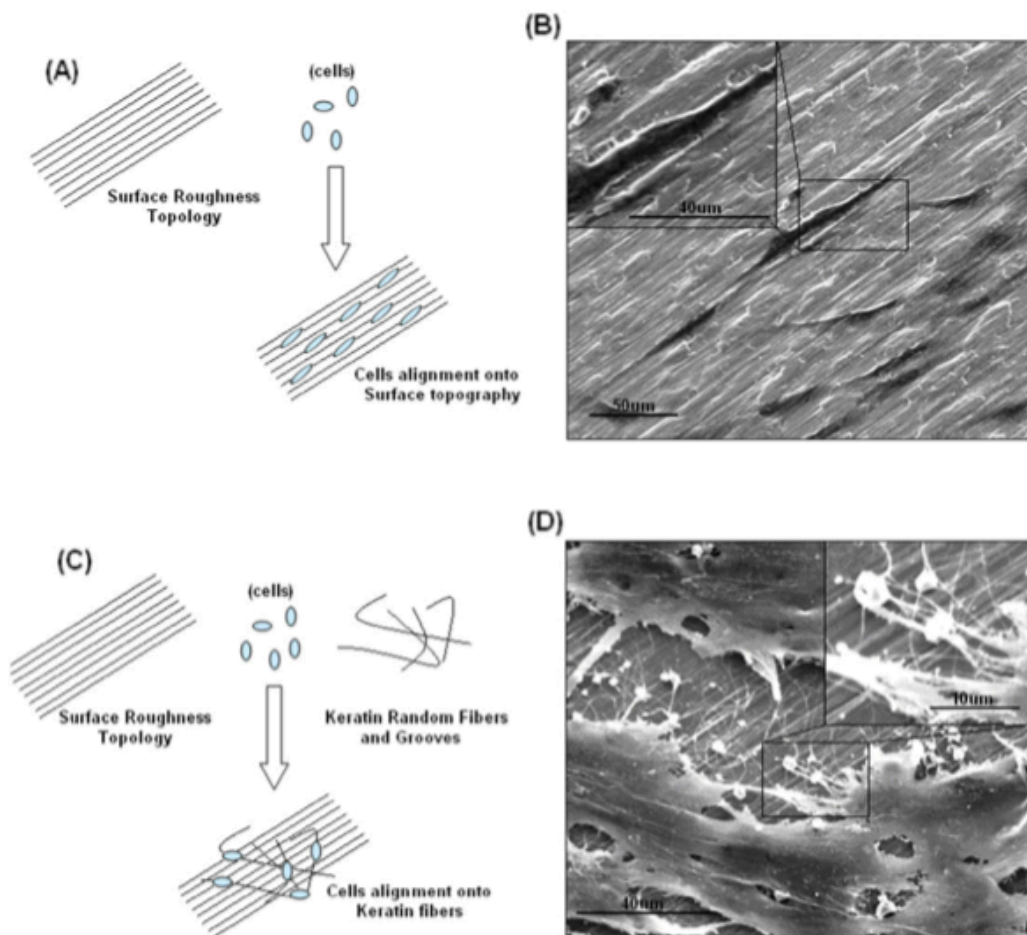 (A)
(cells)
Surface Roughness
Topology
Cells alignment onto
Surface topography
(B)
40um
50um
(C)
(cells)
Surface Roughness
Topology
Keratin Random Fibers
and Grooves
Cells alignment onto
Keratin fibers
(D)
10um
40um